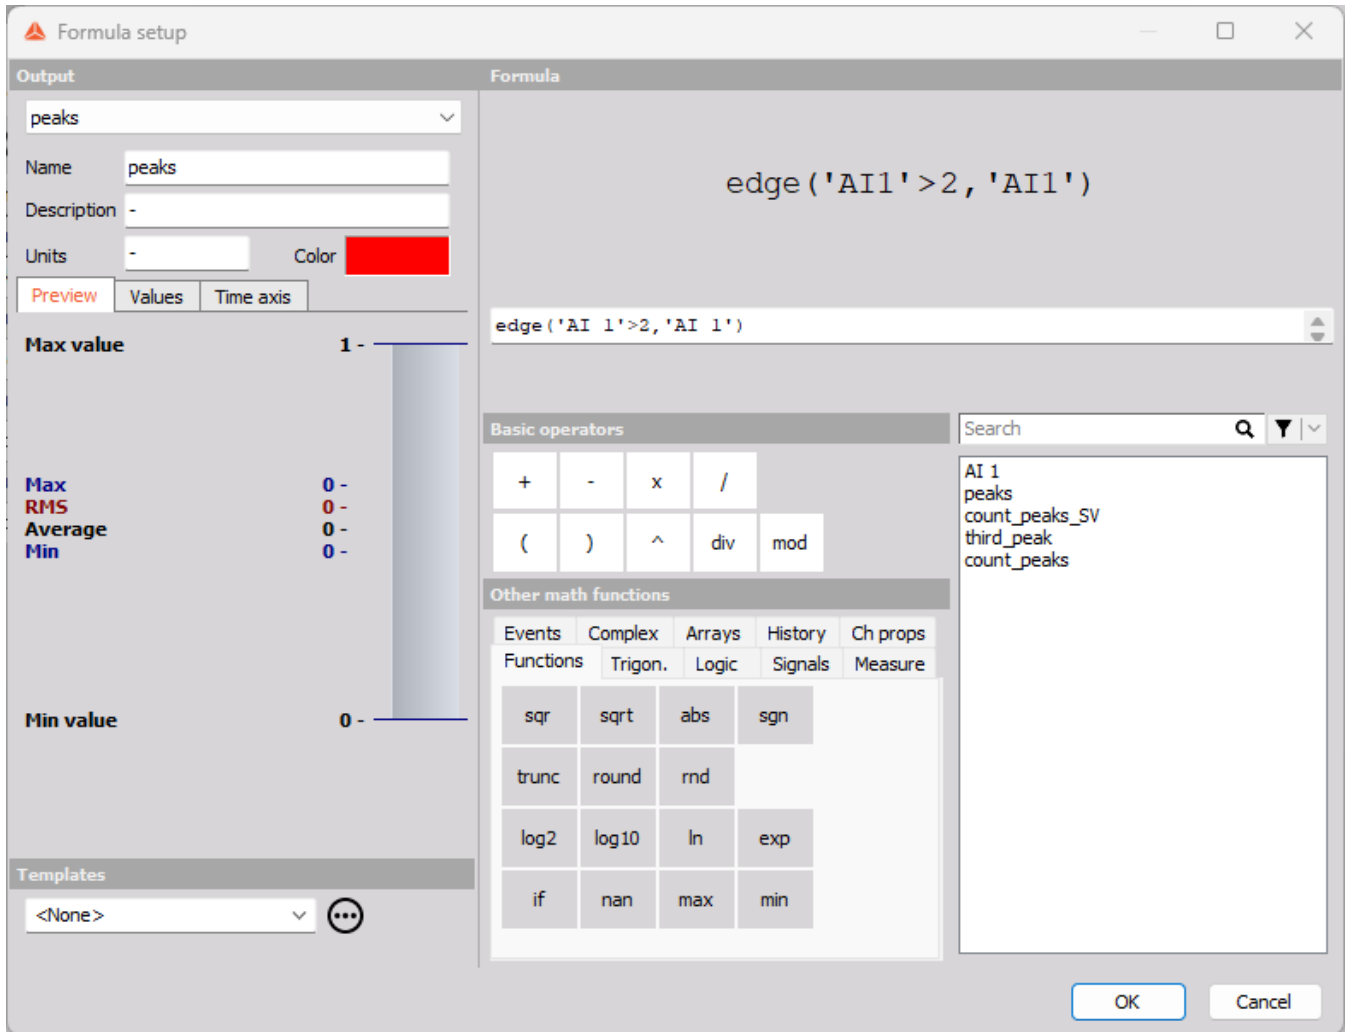 Formula setup
Output
peaks
Name peaks
Description -
Units - Color
Preview Values Time axis
Max value 1 -
Max 0 -
RMS 0 -
Average 0 -
Min 0 -
Min value 0 -
Templates
<None>
Formula
edge('AI1'>2,'AI1')
edge('AI 1'>2,'AI 1')
Basic operators
+ - x /
( ) ^ div mod
Other math functions
Events Complex Arrays History Ch props
Functions Trigon. Logic Signals Measure
sqr sqrt abs sgn
trunc round rnd
log2 log10 ln exp
if nan max min
Search
AI 1
peaks
count_peaks_SV
third_peak
count_peaks
OK Cancel